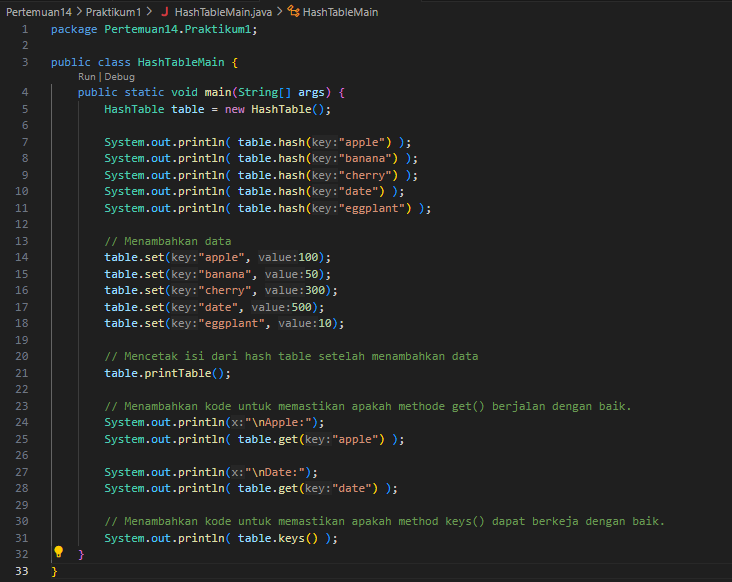 Pertemuan14 > Praktikum1 > J HashTableMain.java > HashTableMain
1 package Pertemuan14.Praktikum1;
2
3 public class HashTableMain {
Run | Debug
4 public static void main(String[] args) {
5 HashTable table = new HashTable();
6
7 System.out.println( table.hash(key:"apple") );
8 System.out.println( table.hash(key:"banana") );
9 System.out.println( table.hash(key:"cherry") );
10 System.out.println( table.hash(key:"date") );
11 System.out.println( table.hash(key:"eggplant") );
12
13 // Menambahkan data
14 table.set(key:"apple", value:100);
15 table.set(key:"banana", value:50);
16 table.set(key:"cherry", value:300);
17 table.set(key:"date", value:500);
18 table.set(key:"eggplant", value:10);
19
20 // Mencetak isi dari hash table setelah menambahkan data
21 table.printTable();
22
23 // Menambahkan kode untuk memastikan apakah methode get() berjalan dengan baik.
24 System.out.println(x:"\nApple:");
25 System.out.println( table.get(key:"apple") );
26
27 System.out.println(x:"\nDate:");
28 System.out.println( table.get(key:"date") );
29
30 // Menambahkan kode untuk memastikan apakah method keys() dapat berkeja dengan baik.
31 System.out.println( table.keys() );
32 }
33 }